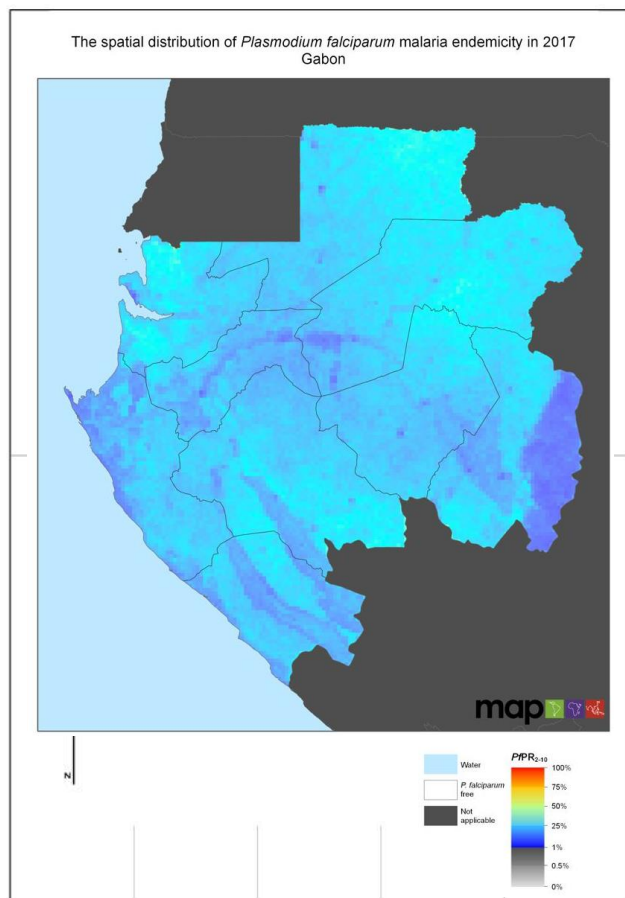 The spatial distribution of Plasmodium falciparum malaria endemicity in 2017
Gabon
map
N
Water
P. falciparum
free
Not
applicable
PfPR2-10
100%
75%
50%
25%
1%
0.5%
0%